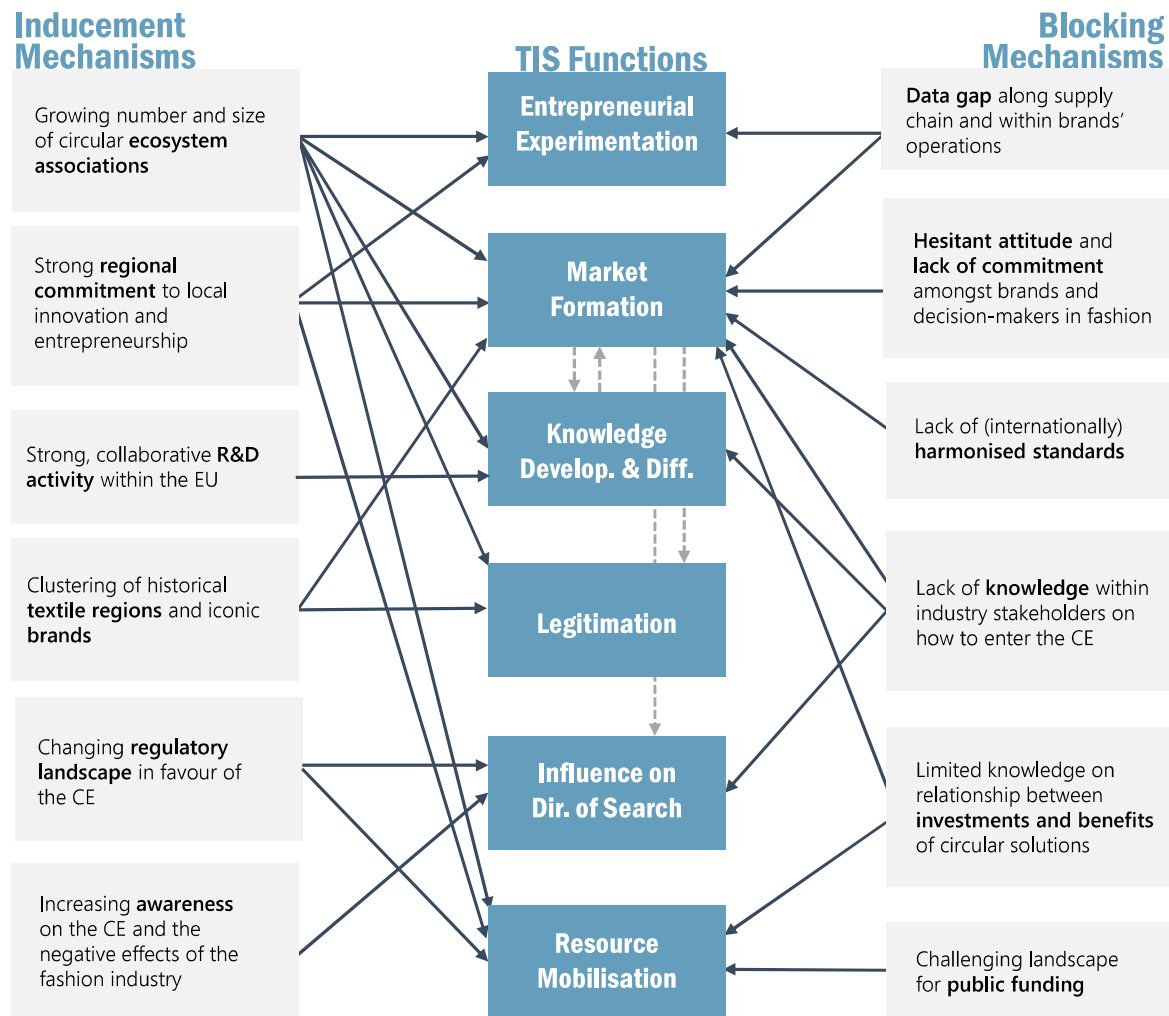 Inducement
Mechanisms
Growing number and size
of circular ecosystem
associations
Strong regional
commitment to local
innovation and
entrepreneurship
Strong, collaborative R&D
activity within the EU
Clustering of historical
textile regions and iconic
brands
Changing regulatory
landscape in favour of
the CE
Increasing awareness
on the CE and the
negative effects of the
fashion industry
TIS Functions
Entrepreneurial
Experimentation
Market
Formation
Knowledge
Develop. & Diff.
Legitimation
Influence on
Dir. of Search
Resource
Mobilisation
Blocking
Mechanisms
Data gap along supply
chain and within brands’
operations
Hesitant attitude and
lack of commitment
amongst brands and
decision-makers in fashion
Lack of (internationally)
harmonised standards
Lack of knowledge within
industry stakeholders on
how to enter the CE
Limited knowledge on
relationship between
investments and benefits
of circular solutions
Challenging landscape
for public funding